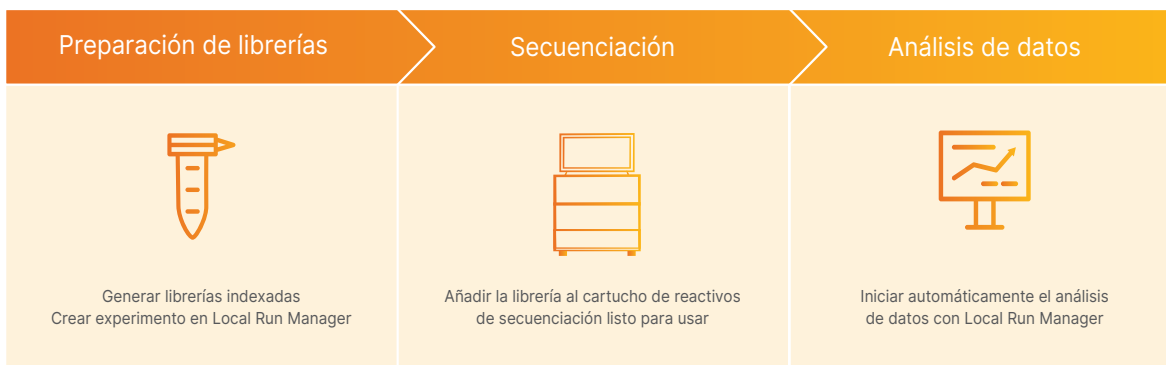 Preparación de librerías
Secuenciación
Análisis de datos
Generar librerías indexadas
Crear experimento en Local Run Manager
Añadir la librería al cartucho de reactivos
de secuenciación listo para usar
Iniciar automáticamente el análisis
de datos con Local Run Manager